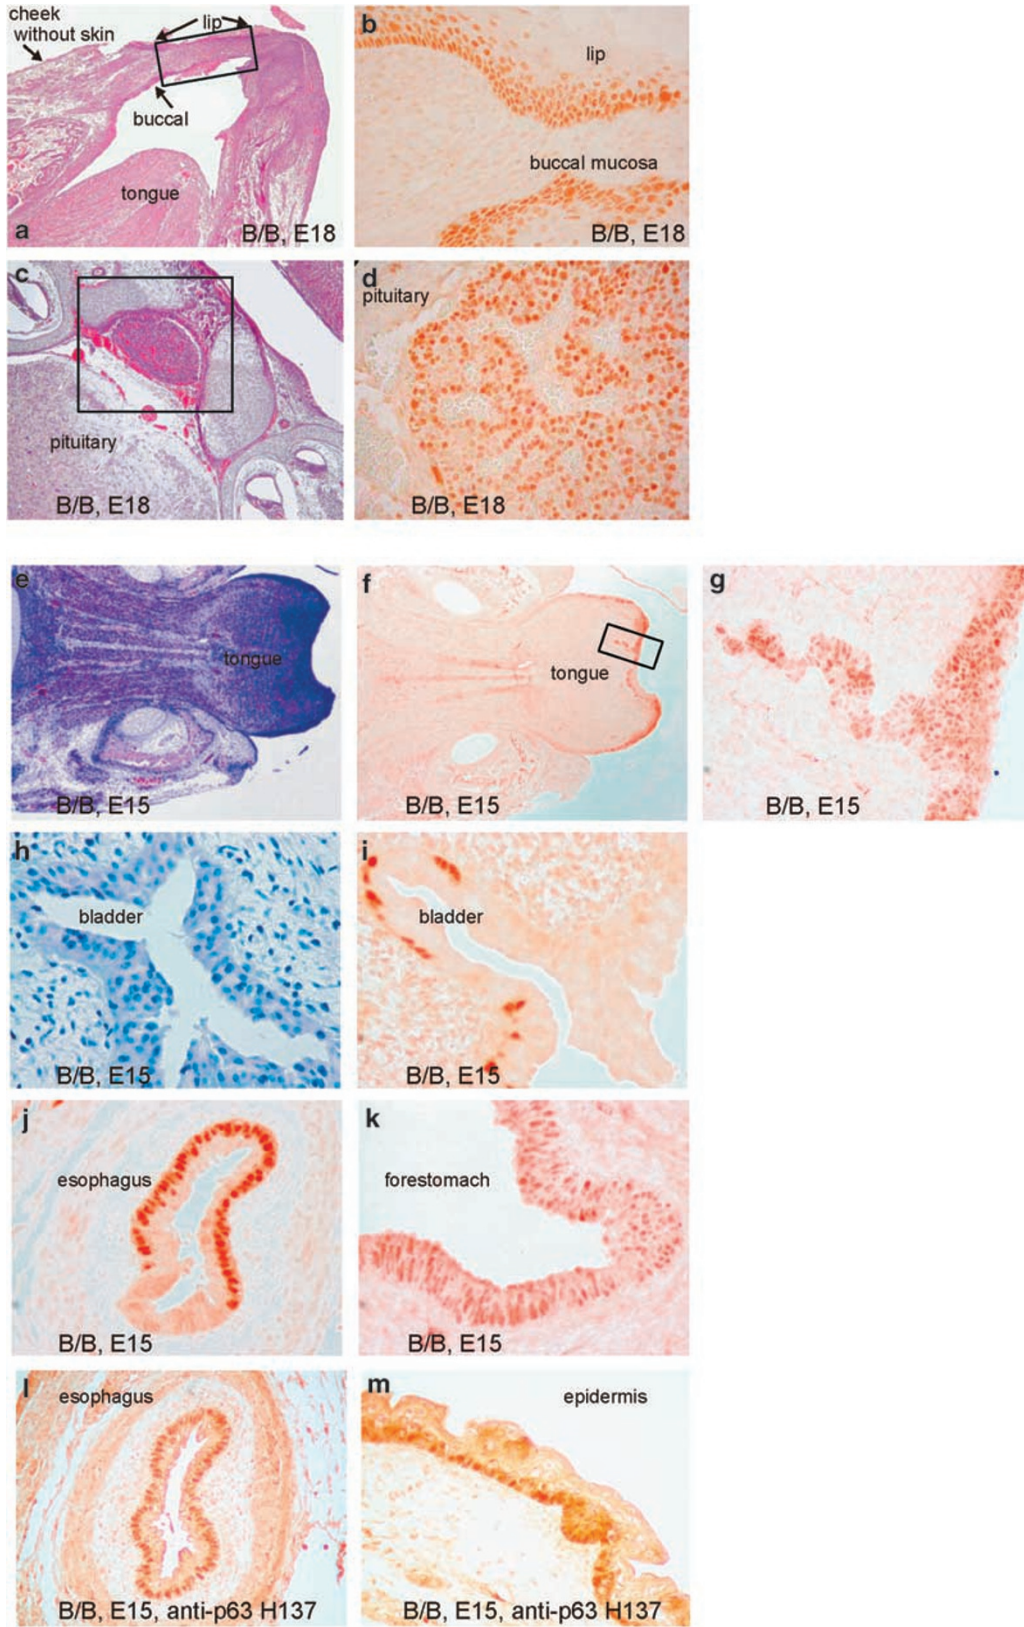 cheek
without skin
lip
buccal
tongue
a
B/B, E18
b
lip
buccal mucosa
B/B, E18
c
pituitary
B/B, E18
d
pituitary
B/B, E18
e
tongue
B/B, E15
f
tongue
B/B, E15
g
B/B, E15
h
bladder
B/B, E15
i
bladder
B/B, E15
j
esophagus
B/B, E15
k
forestomach
B/B, E15
l
esophagus
B/B, E15, anti-p63 H137
m
epidermis
B/B, E15, anti-p63 H137